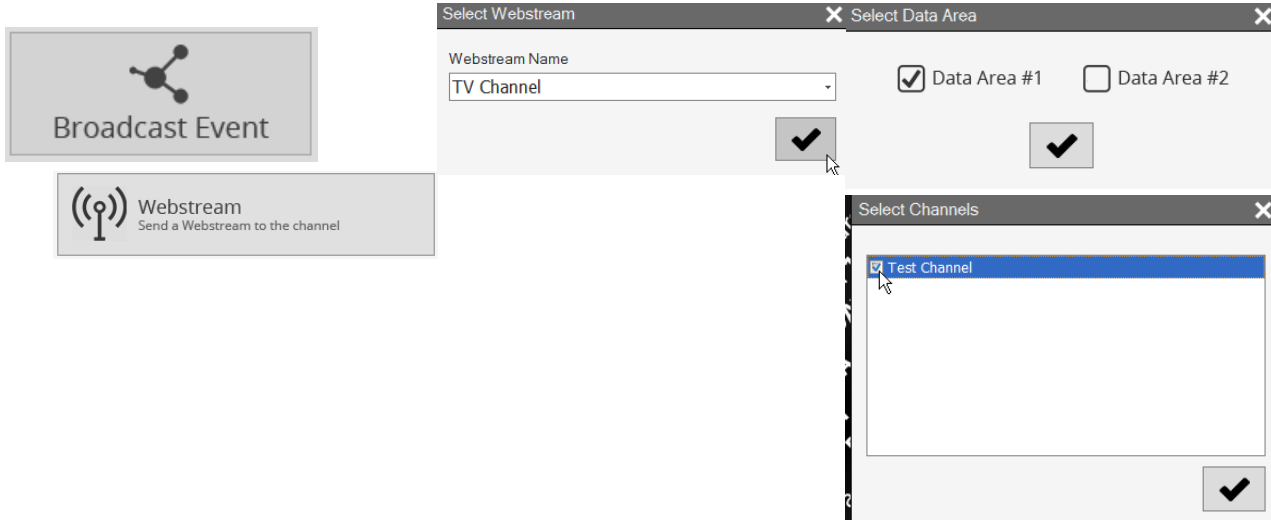 Broadcast Event
Webstream
Send a Webstream to the channel
Select Webstream
Webstream Name
TV Channel
Select Data Area
Data Area #1
Data Area #2
Select Channels
Test Channel